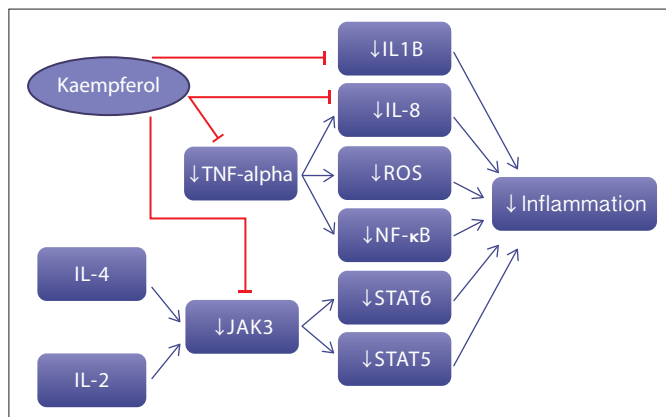 Kaempferol
↓IL1B
↓IL-8
↓TNF-alpha
↓ROS
↓NF-κB
↓Inflammation
IL-4
↓JAK3
↓STAT6
IL-2
↓STAT5